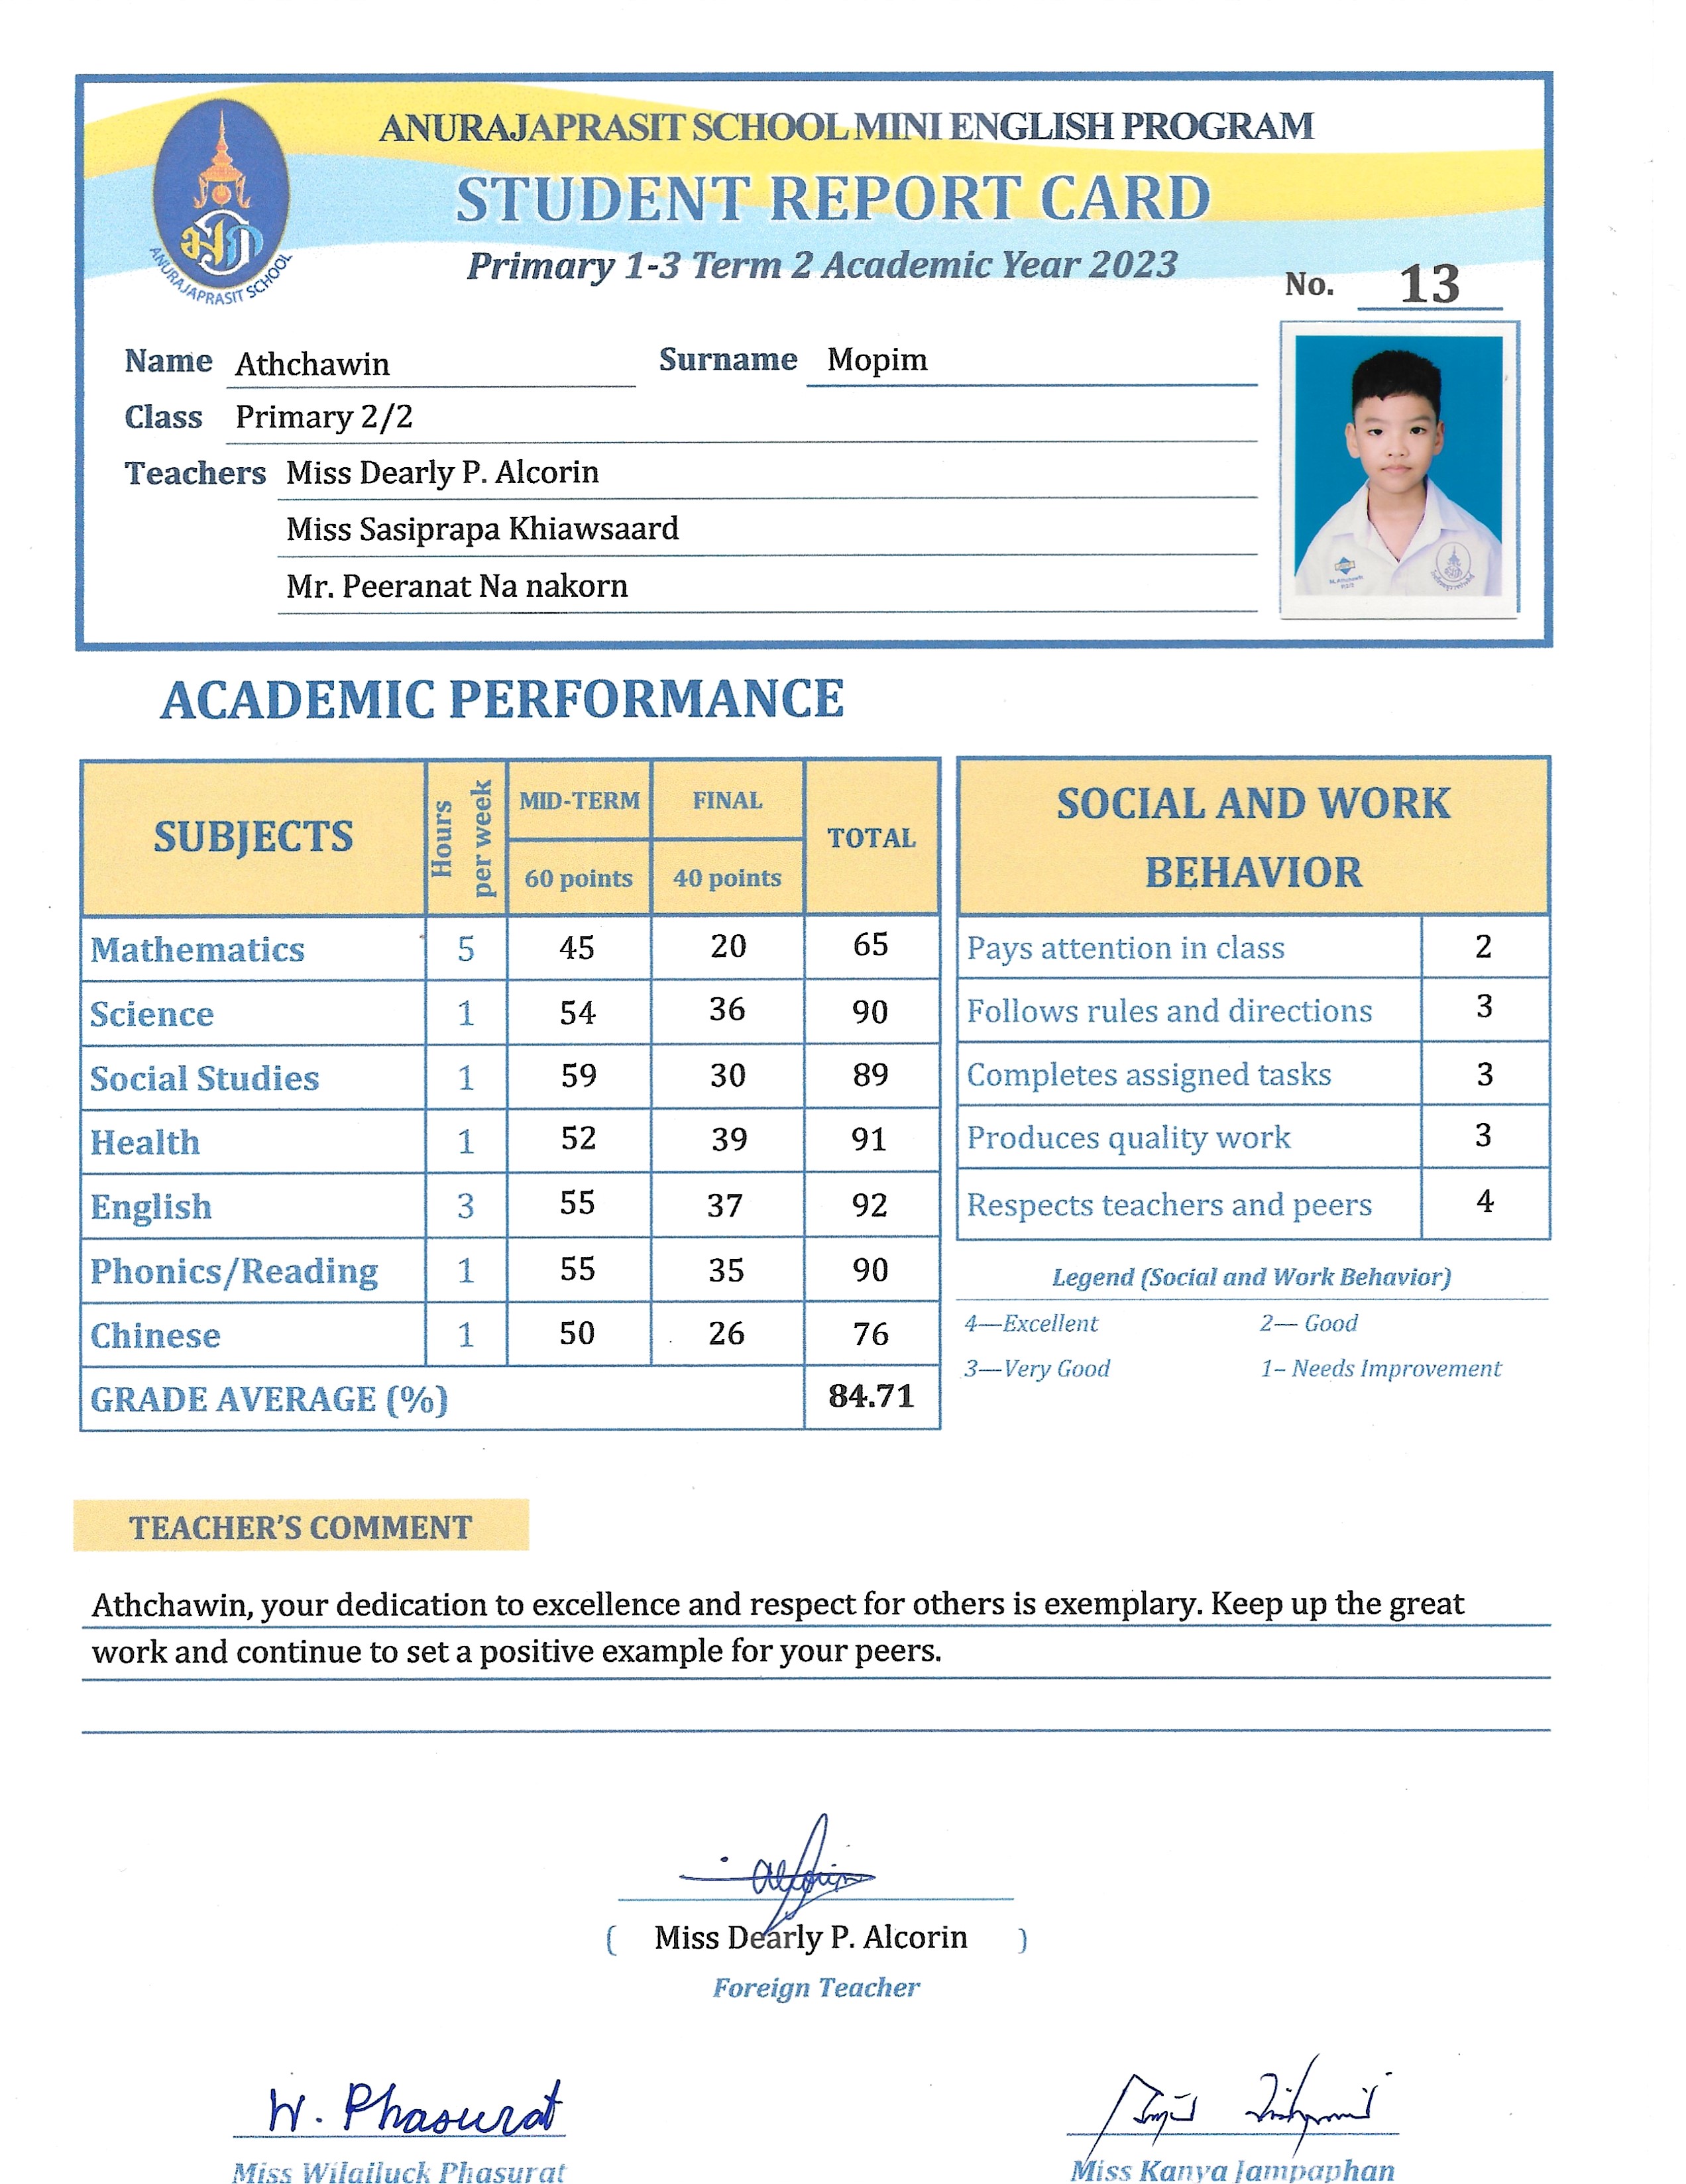 ANURAJAPRASIT SCHOOL MINI ENGLISH PROGRAM
STUDENT REPORT CARD
Primary 1-3 Term 2 Academic Year 2023
ANURAJAPRASIT SCHOOL
No. 13
Name Athchawin Surname Mopim
Class Primary 2/2
Teachers Miss Dearly P. Alcorin
Miss Sasiprapa Khiawsaard
Mr. Peeranat Na nakorn
ACADEMIC PERFORMANCE
SUBJECTS Hours per week MID-TERM FINAL TOTAL
60 points 40 points
Mathematics 5 45 20 65
Science 1 54 36 90
Social Studies 1 59 30 89
Health 1 52 39 91
English 3 55 37 92
Phonics/Reading 1 55 35 90
Chinese 1 50 26 76
GRADE AVERAGE (%) 84.71
SOCIAL AND WORK
BEHAVIOR
Pays attention in class 2
Follows rules and directions 3
Completes assigned tasks 3
Produces quality work 3
Respects teachers and peers 4
Legend (Social and Work Behavior)
4—Excellent 2— Good
3—Very Good 1– Needs Improvement
TEACHER'S COMMENT
Athchawin, your dedication to excellence and respect for others is exemplary. Keep up the great
work and continue to set a positive example for your peers.
Alcorin
( Miss Dearly P. Alcorin )
Foreign Teacher
W. Phasurat
Miss Wilailuck Phasurat Miss Kanya Jampaphan